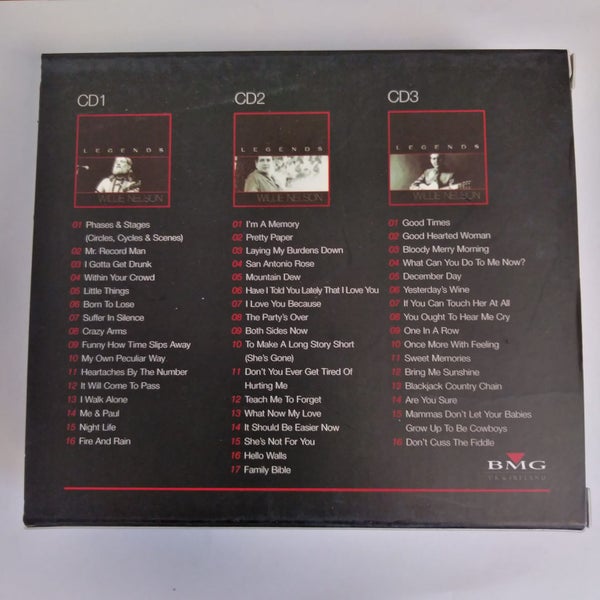 CD1
LEGENDS
WILLIE NELSON
01 Phases & Stages
(Circles, Cycles & Scenes)
02 Mr. Record Man
03 I Gotta Get Drunk
04 Within Your Crowd
05 Little Things
06 Born To Lose
07 Suffer In Silence
08 Crazy Arms
09 Funny How Time Slips Away
10 My Own Peculiar Way
11 Heartaches By The Number
12 It Will Come To Pass
13 I Walk Alone
14 Me & Paul
15 Night Life
16 Fire And Rain
CD2
LEGENDS
WILLIE NELSON
01 I'm A Memory
02 Pretty Paper
03 Laying My Burdens Down
04 San Antonio Rose
05 Mountain Dew
06 Have I Told You Lately That I Love You
07 I Love You Because
08 The Party's Over
09 Both Sides Now
10 To Make A Long Story Short
(She's Gone)
11 Don't You Ever Get Tired Of
Hurting Me
12 Teach Me To Forget
13 What Now My Love
14 It Should Be Easier Now
15 She's Not For You
16 Hello Walls
17 Family Bible
CD3
LEGENDS
WILLIE NELSON
01 Good Times
02 Good Hearted Woman
03 Bloody Merry Morning
04 What Can You Do To Me Now?
05 December Day
06 Yesterday's Wine
07 If You Can Touch Her At All
08 You Ought To Hear Me Cry
09 One In A Row
10 Once More With Feeling
11 Sweet Memories
12 Bring Me Sunshine
13 Blackjack Country Chain
14 Are You Sure
15 Mammas Don't Let Your Babies
Grow Up To Be Cowboys
16 Don't Cuss The Fiddle
BMG
UK & IRELAND